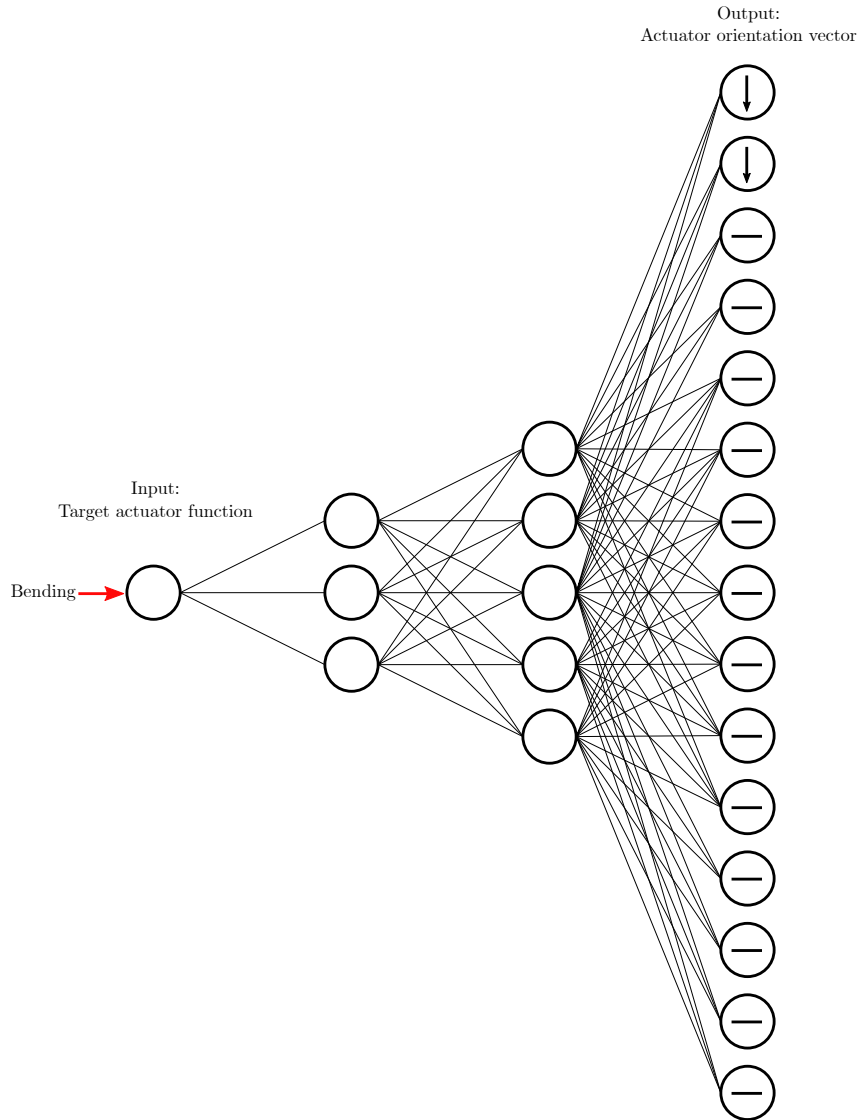 Output:
Actuator orientation vector
Input:
Target actuator function
Bending